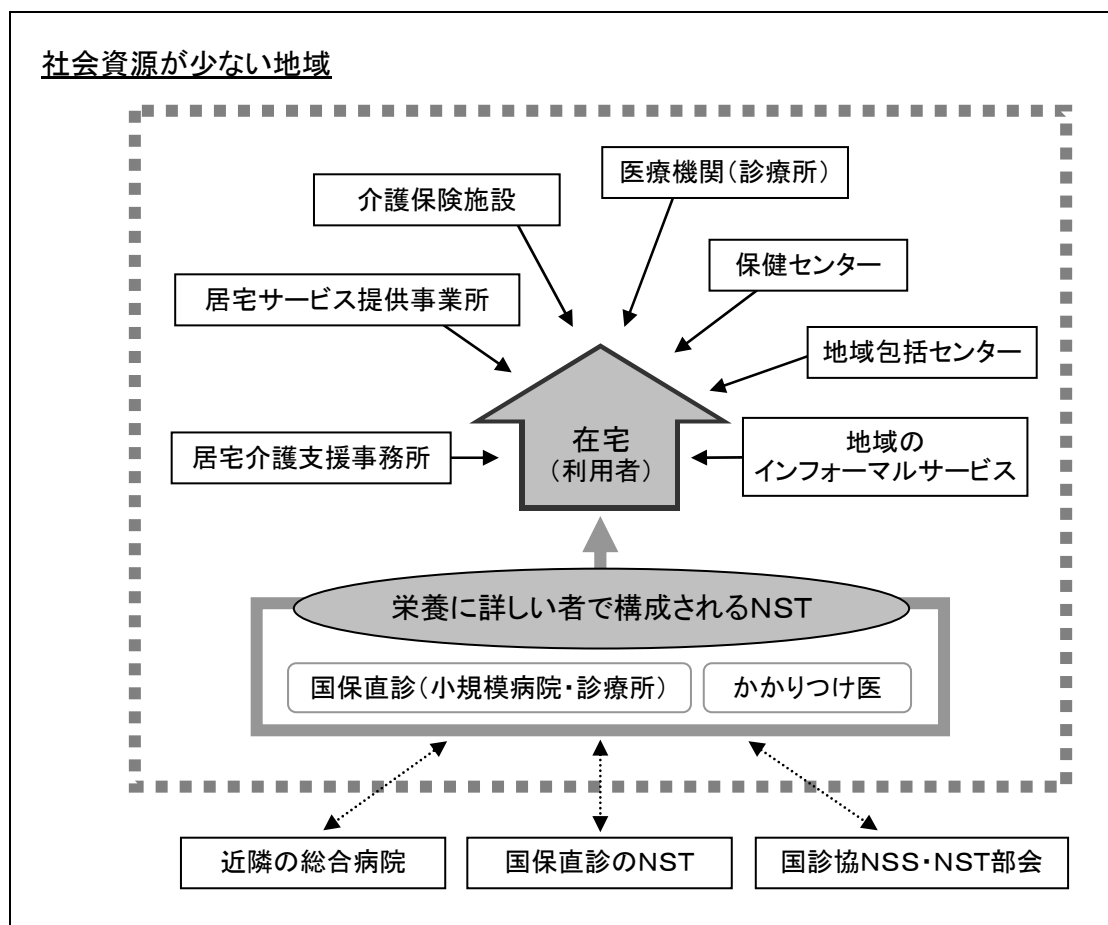 社会資源が少ない地域
医療機関(診療所)
介護保険施設
保健センター
居宅サービス提供事業所
地域包括センター
在宅
(利用者)
居宅介護支援事務所
地域の
インフォーマルサービス
栄養に詳しい者で構成されるNST
国保直診(小規模病院・診療所)
かかりつけ医
近隣の総合病院
国保直診のNST
国診協NSS・NST部会